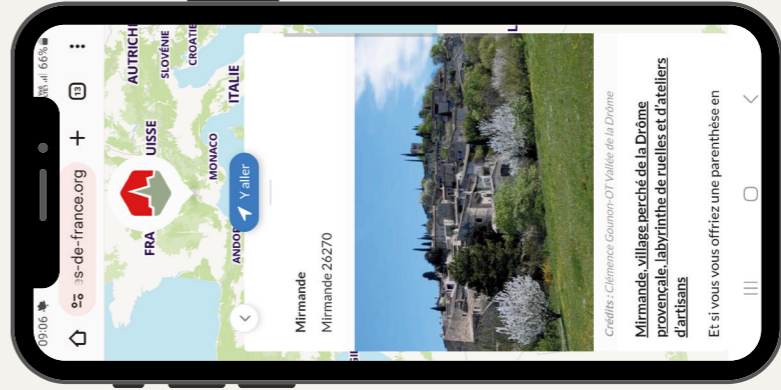 09:06
66%
es-de-france.org
13
AUTRICHE
SLOVÉNIE
CROATIE
UISSE
FRA
MONACO
ITALIE
ANDOR
Y aller
Mirmande
Mirmande 26270
Crédits : Clémence Gounon-OT Vallée de la Drôme
Mirmande, village perché de la Drôme
provençale, labyrinthe de ruelles et d'ateliers
d'artisans
Et si vous vous offriez une parenthèse en